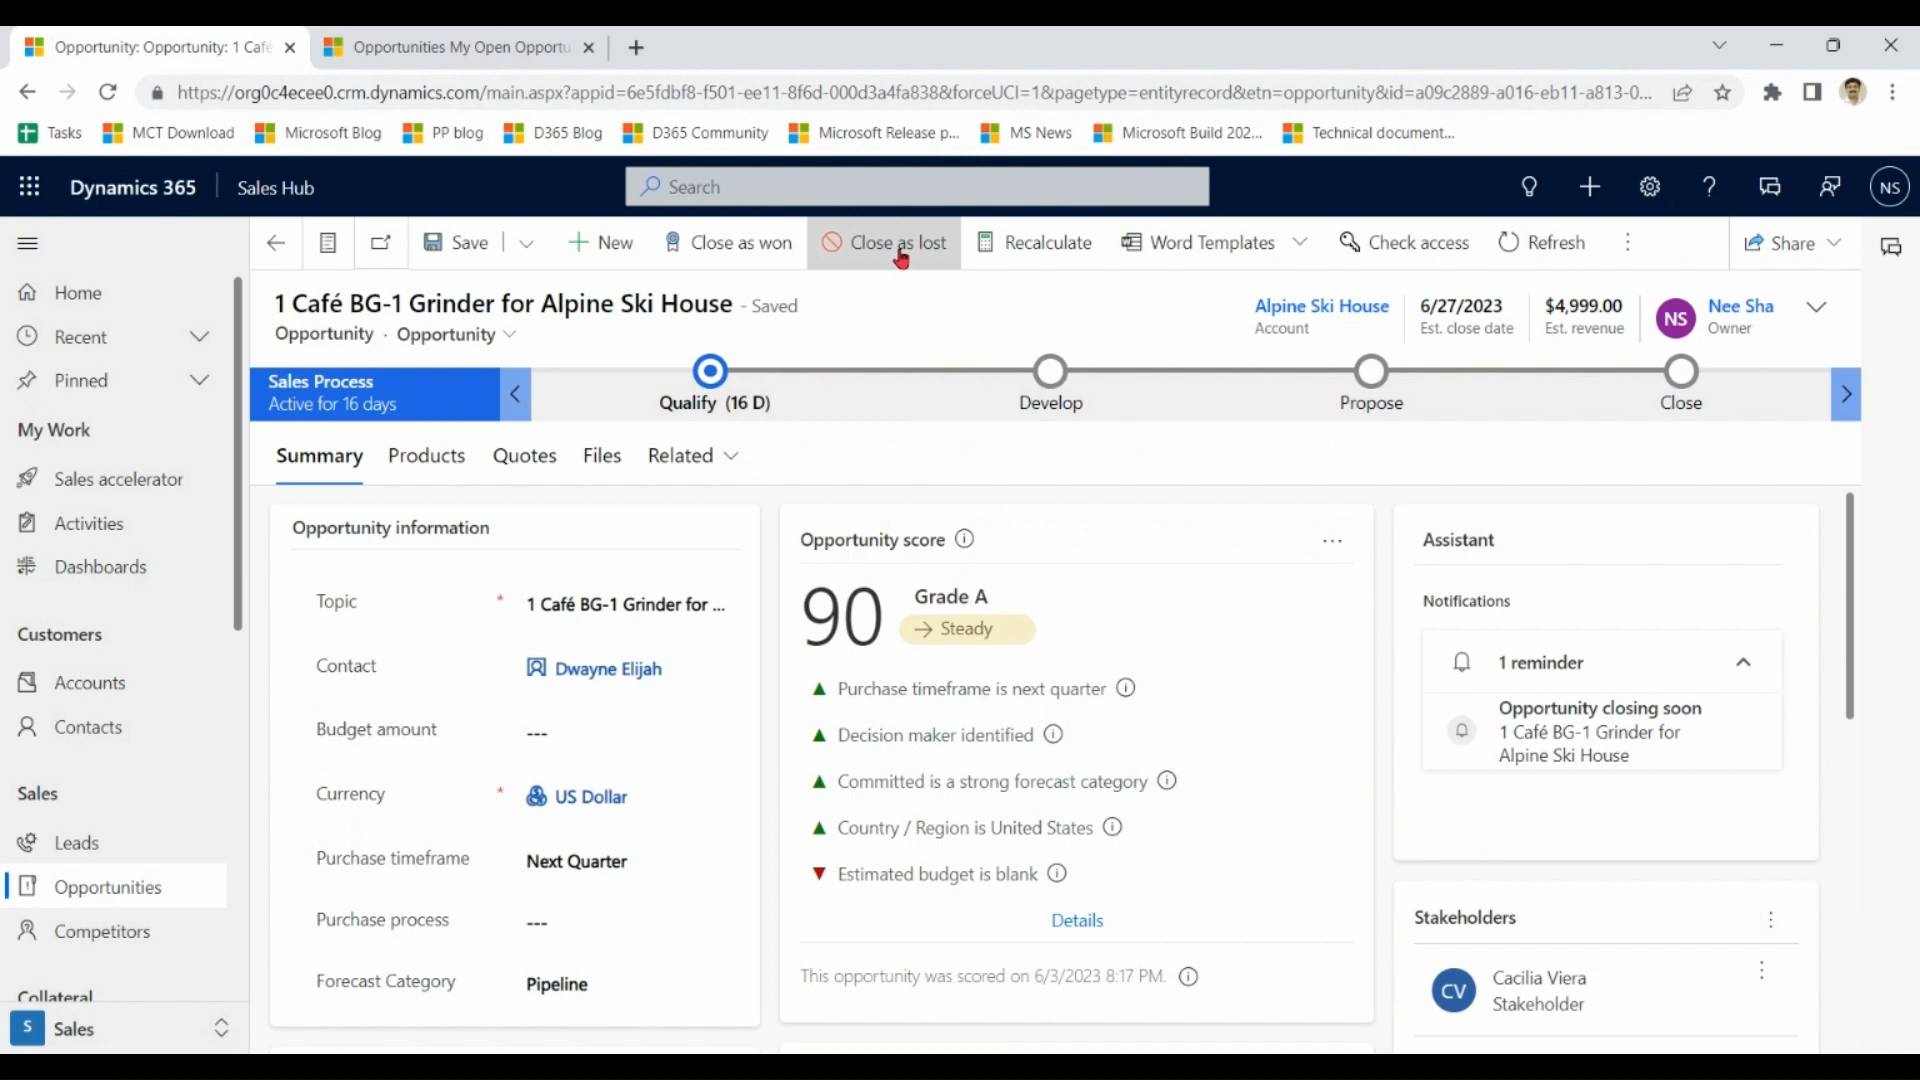 Opportunity: Opportunity: 1 Café
Opportunities My Open Opportu
https://org0c4ecee0.crm.dynamics.com/main.aspx?appid=6e5fdbf8-f501-ee11-8f6d-000d3a4fa838&forceUCI=1&pagetype=entityrecord&etn=opportunity&id=a09c2889-a016-eb11-a813-0...
Tasks
MCT Download
Microsoft Blog
PP blog
D365 Blog
D365 Community
Microsoft Release p...
MS News
Microsoft Build 202...
Technical document...
Dynamics 365
Sales Hub
Search
NS
Save
New
Close as won
Close as lost
Recalculate
Word Templates
Check access
Refresh
Share
Home
Recent
Pinned
My Work
Sales accelerator
Activities
Dashboards
Customers
Accounts
Contacts
Sales
Leads
Opportunities
Competitors
Collateral
S Sales
1 Café BG-1 Grinder for Alpine Ski House - Saved
Opportunity · Opportunity
Alpine Ski House
Account
6/27/2023
Est. close date
$4,999.00
Est. revenue
NS
Nee Sha
Owner
Sales Process
Active for 16 days
Qualify (16 D)
Develop
Propose
Close
Summary
Products
Quotes
Files
Related
Opportunity information
Topic * 1 Café BG-1 Grinder for ...
Contact Dwayne Elijah
Budget amount ---
Currency * US Dollar
Purchase timeframe Next Quarter
Purchase process ---
Forecast Category Pipeline
Opportunity score
90
Grade A
Steady
Purchase timeframe is next quarter
Decision maker identified
Committed is a strong forecast category
Country / Region is United States
Estimated budget is blank
Details
This opportunity was scored on 6/3/2023 8:17 PM.
Assistant
Notifications
1 reminder
Opportunity closing soon
1 Café BG-1 Grinder for
Alpine Ski House
Stakeholders
CV
Cacilia Viera
Stakeholder